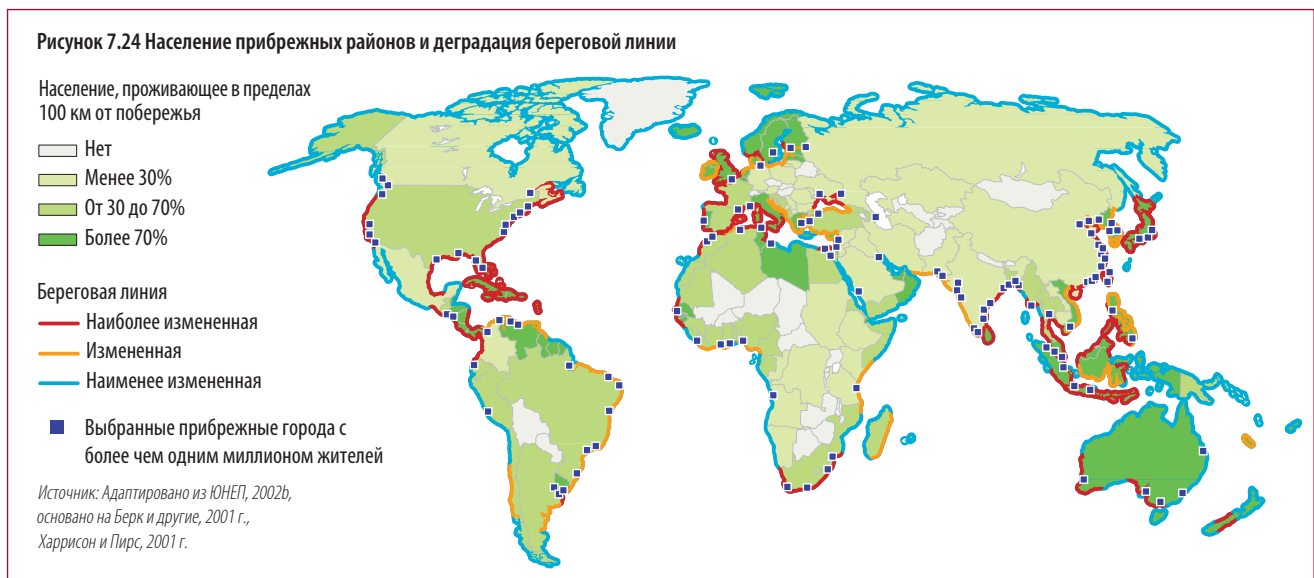 Рисунок 7.24 Население прибрежных районов и деградация береговой линии
Население, проживающее в пределах
100 км от побережья
Нет
Менее 30%
От 30 до 70%
Более 70%
Береговая линия
Наиболее измененная
Измененная
Наименее измененная
Выбранные прибрежные города с
более чем одним миллионом жителей
Источник: Адаптировано из ЮНЕП, 2002b,
основано на Берк и другие, 2001 г.,
Харрисон и Пирс, 2001 г.